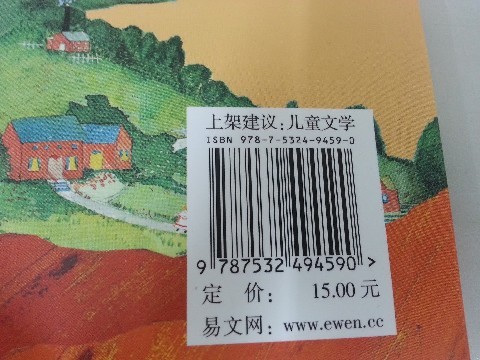 上架建议:儿童文学
ISBN 978-7-5324-9459-0
9 787532 494590 >
定 价: 15.00 元
易文网: www.ewen.cc